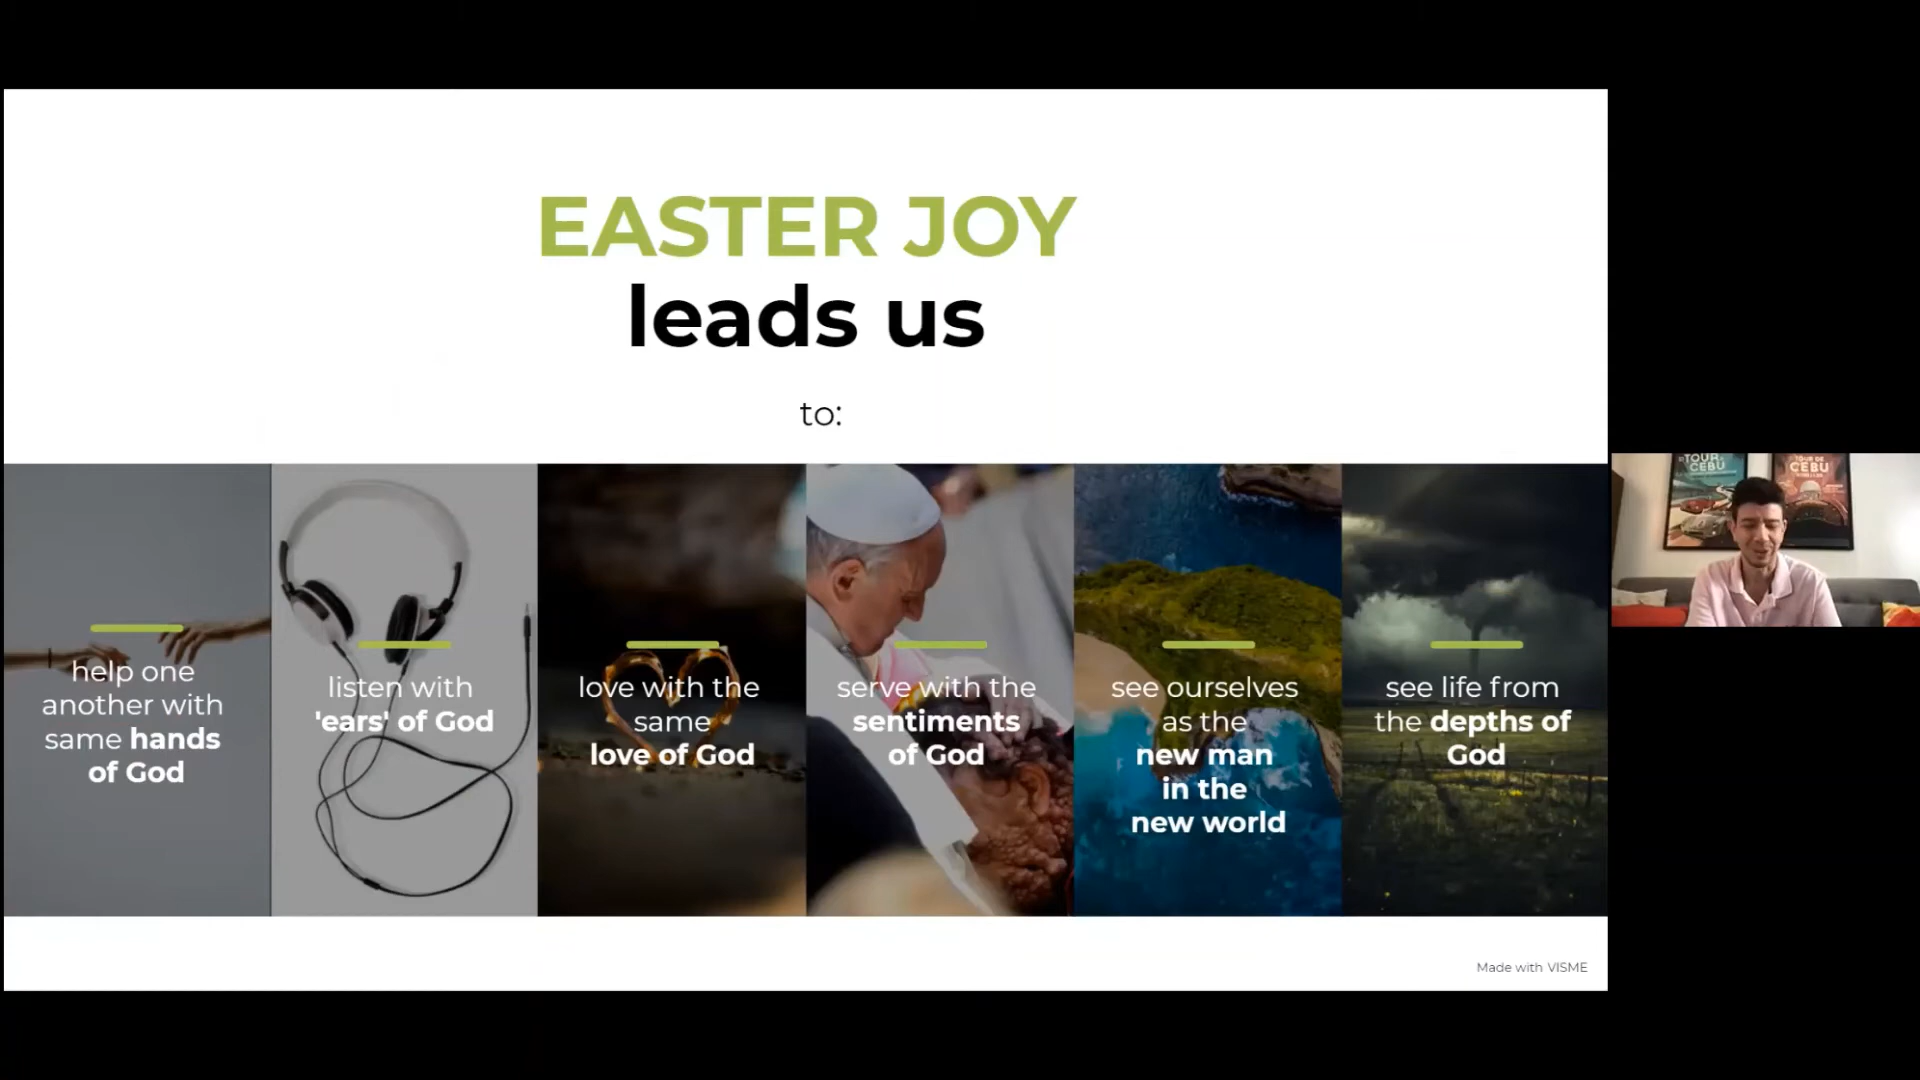 EASTER JOY
leads us
to:
help one
another with
same hands
of God
listen with
'ears' of God
love with the
same
love of God
serve with the
sentiments
of God
see ourselves
as the
new man
in the
new world
see life from
the depths of
God
Made with VISME
TOUR
CEBU
TOUR DE
CEBU